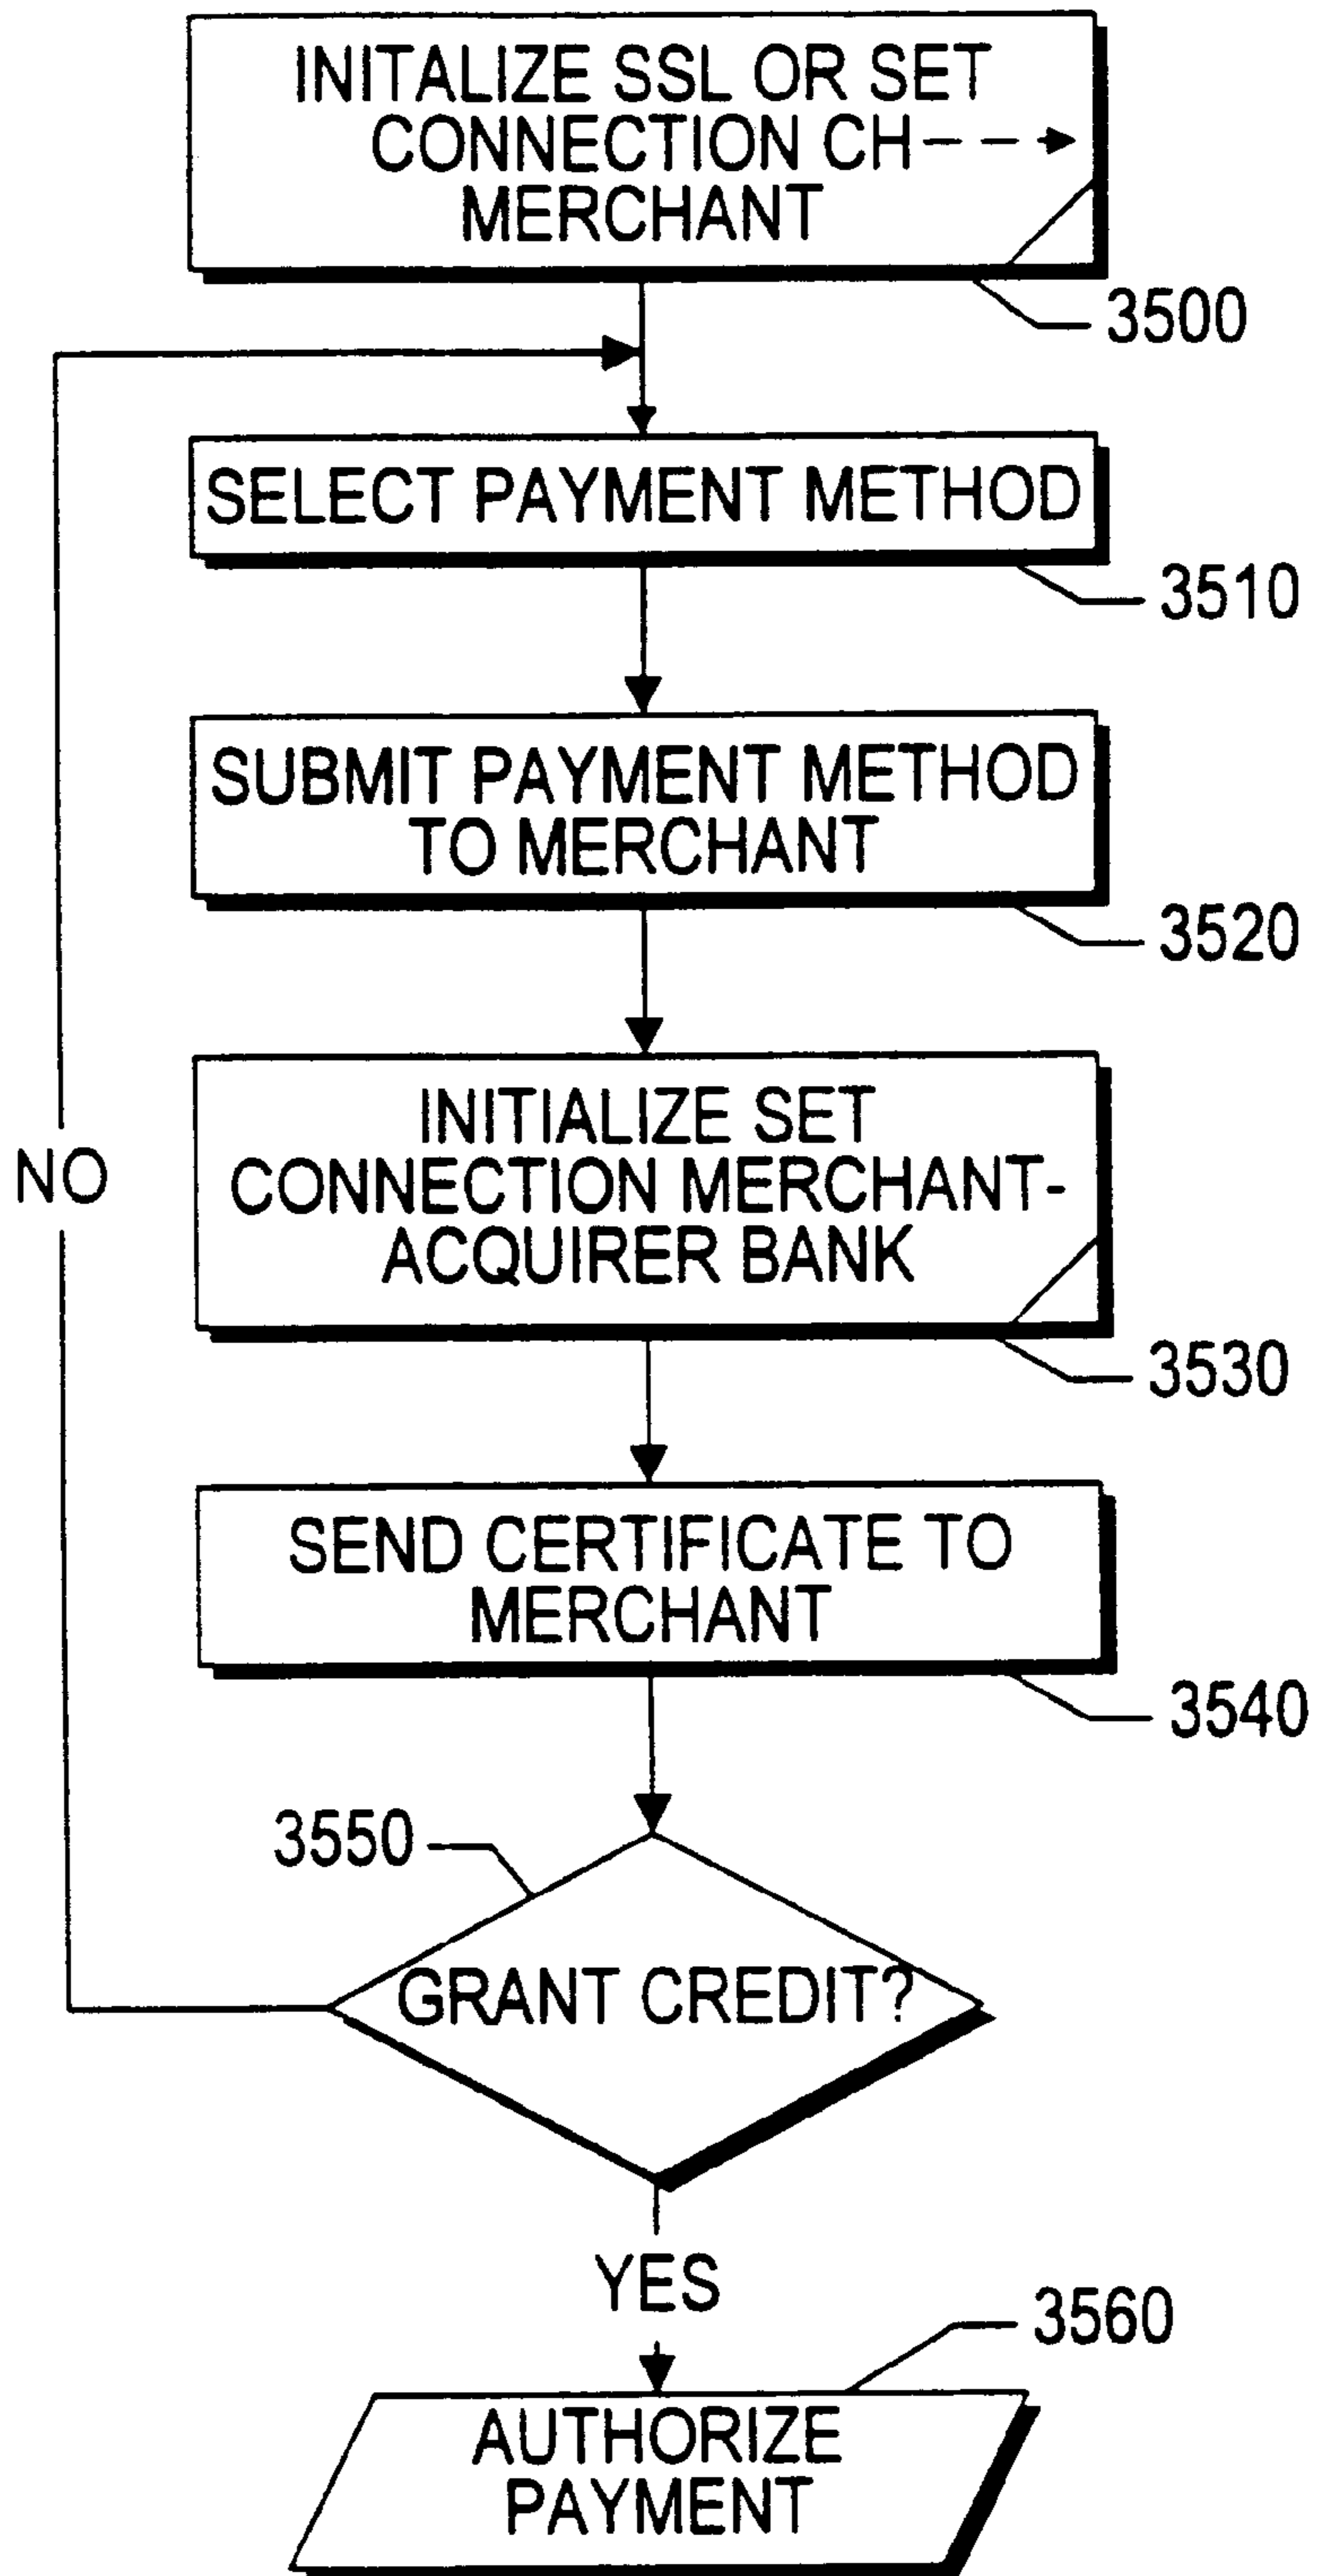 INITALIZE SSL OR SET
CONNECTION CH
MERCHANT
3500
SELECT PAYMENT METHOD
3510
SUBMIT PAYMENT METHOD
TO MERCHANT
3520
INITIALIZE SET
CONNECTION MERCHANT-
ACQUIRER BANK
NO
3530
SEND CERTIFICATE TO
MERCHANT
3540
3550
GRANT CREDIT?
YES
3560
AUTHORIZE
PAYMENT